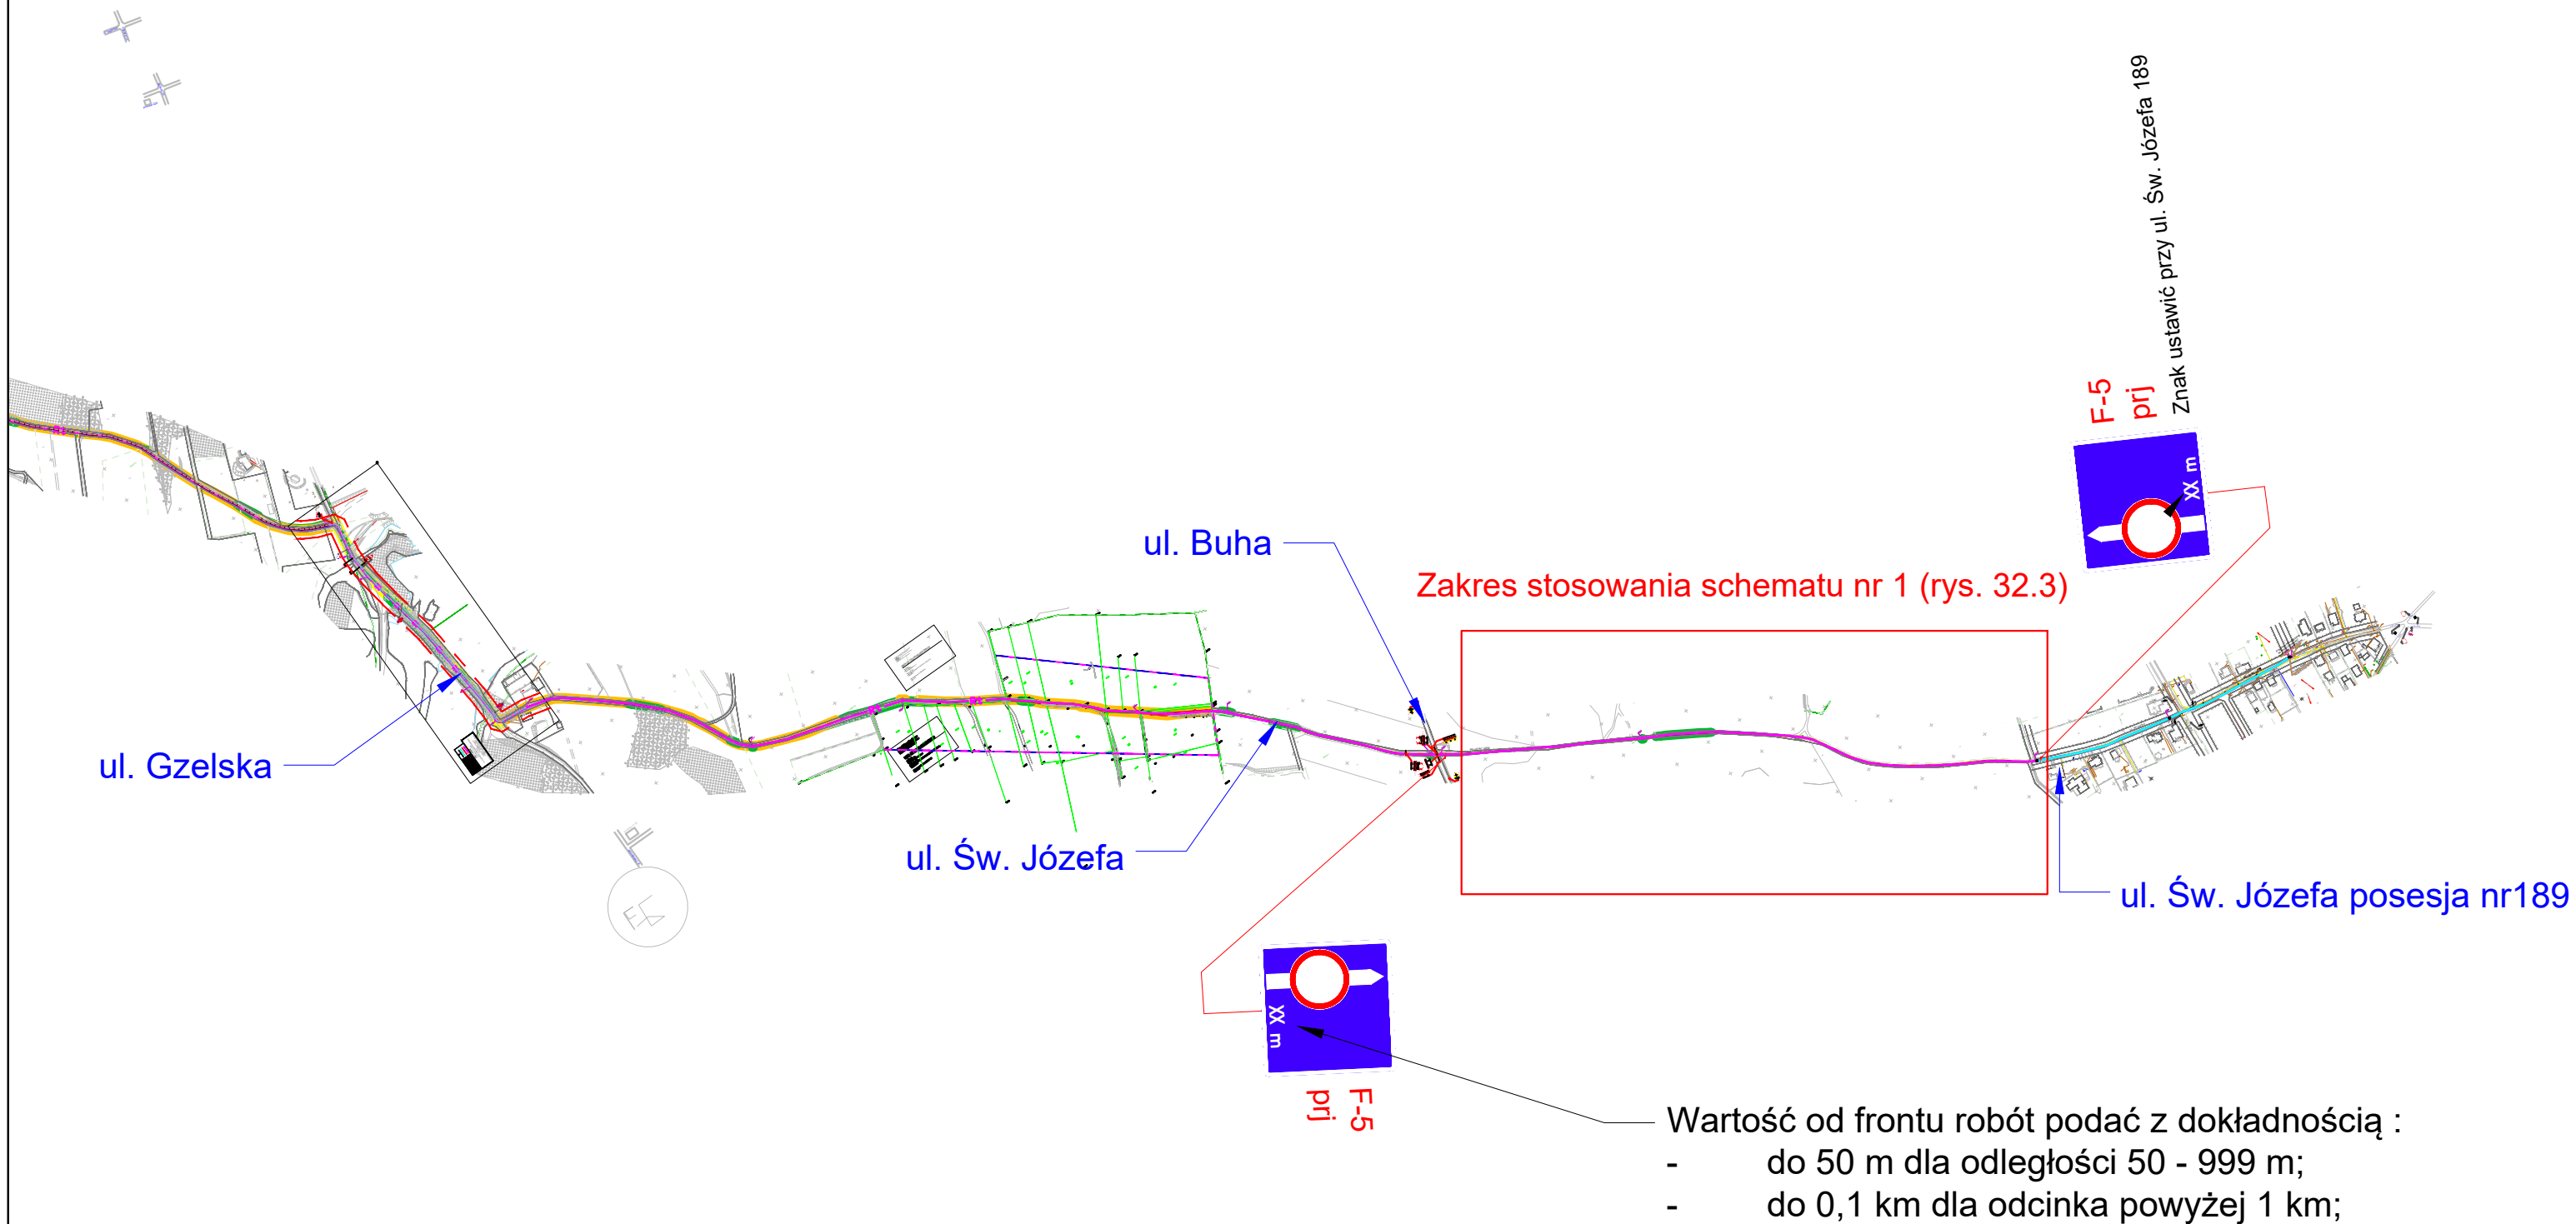 Znak ustawić przy ul. Św. Józefa 189
F-5
prj
XX m
ul. Buha
Zakres stosowania schematu nr 1 (rys. 32.3)
ul. Gzelska
ul. Św. Józefa
ul. Św. Józefa posesja nr189
XX m
F-5
prj
Wartość od frontu robót podać z dokładnością :
- do 50 m dla odległości 50 - 999 m;
- do 0,1 km dla odcinka powyżej 1 km;